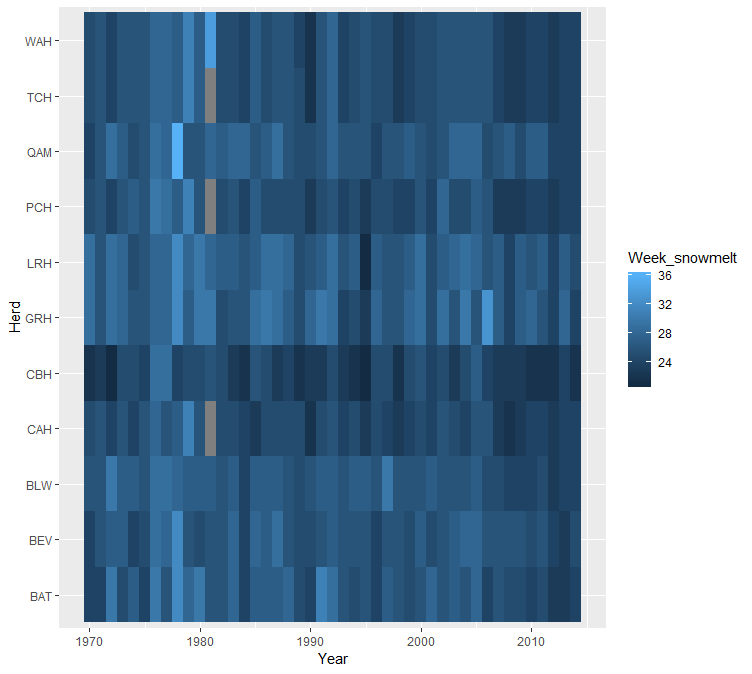 WAH
TCH
QAM
PCH
LRH
GRH
CBH
CAH
BLW
BEV
BAT
Herd
1970
1980
1990
2000
2010
Year
Week_snowmelt
36
32
28
24